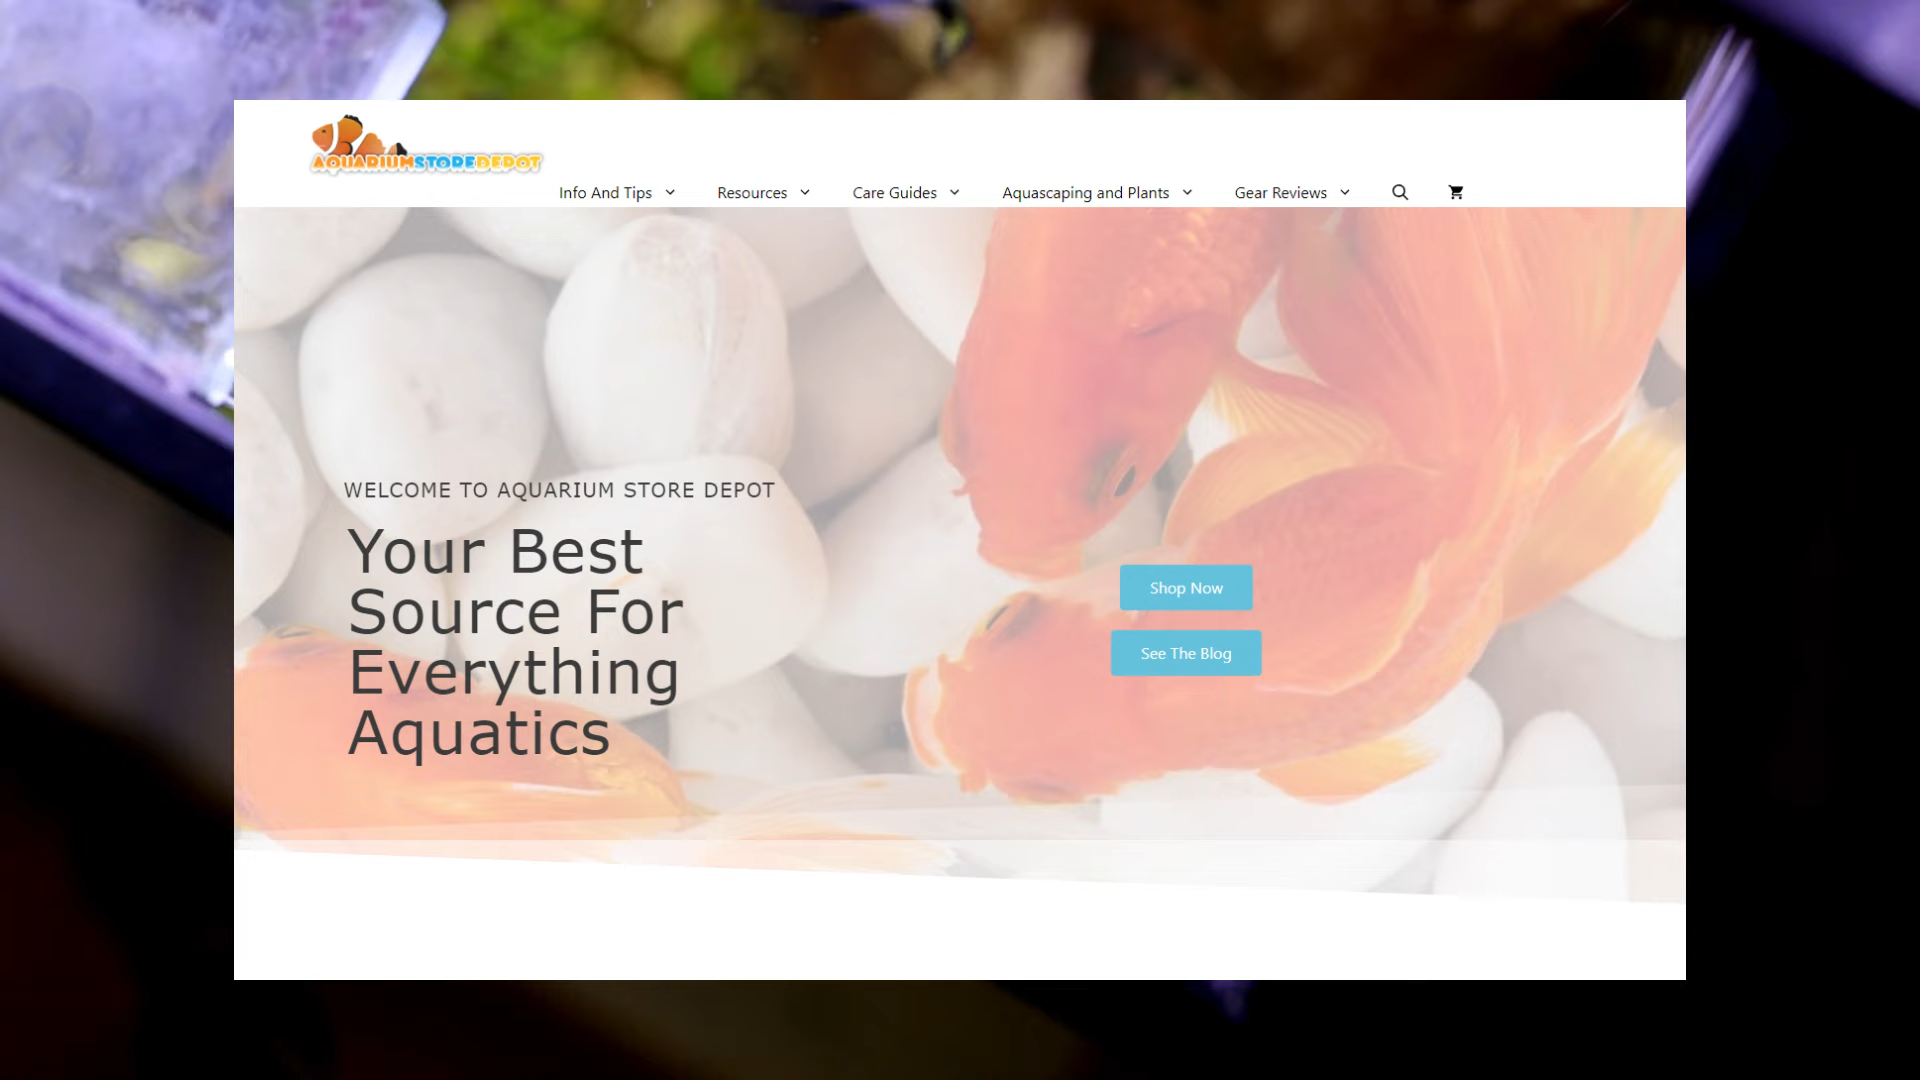 AQUARIUMSTOREDEPOT
Info And Tips
Resources
Care Guides
Aquascaping and Plants
Gear Reviews
WELCOME TO AQUARIUM STORE DEPOT
Your Best
Source For
Everything
Aquatics
Shop Now
See The Blog